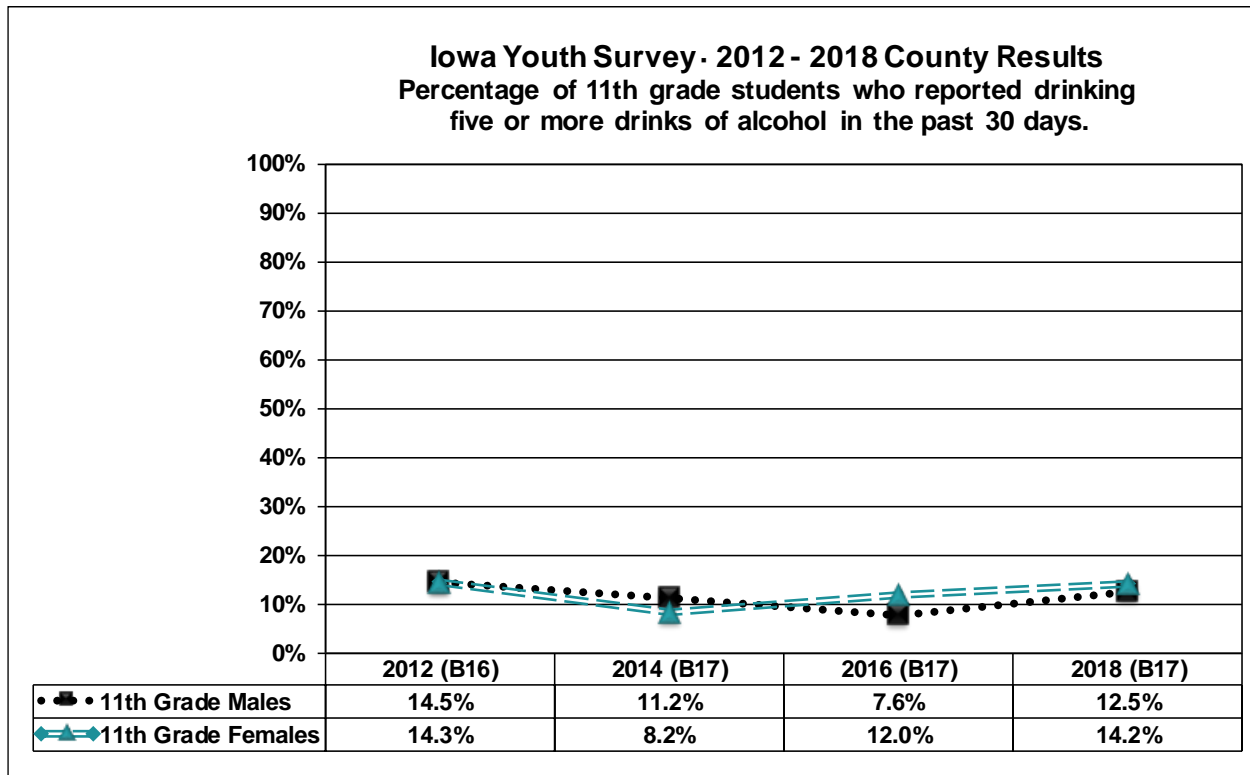 Iowa Youth Survey · 2012 - 2018 County Results
Percentage of 11th grade students who reported drinking
five or more drinks of alcohol in the past 30 days.
100%
90%
80%
70%
60%
50%
40%
30%
20%
10%
0%
2012 (B16) 2014 (B17) 2016 (B17) 2018 (B17)
11th Grade Males 14.5% 11.2% 7.6% 12.5%
11th Grade Females 14.3% 8.2% 12.0% 14.2%